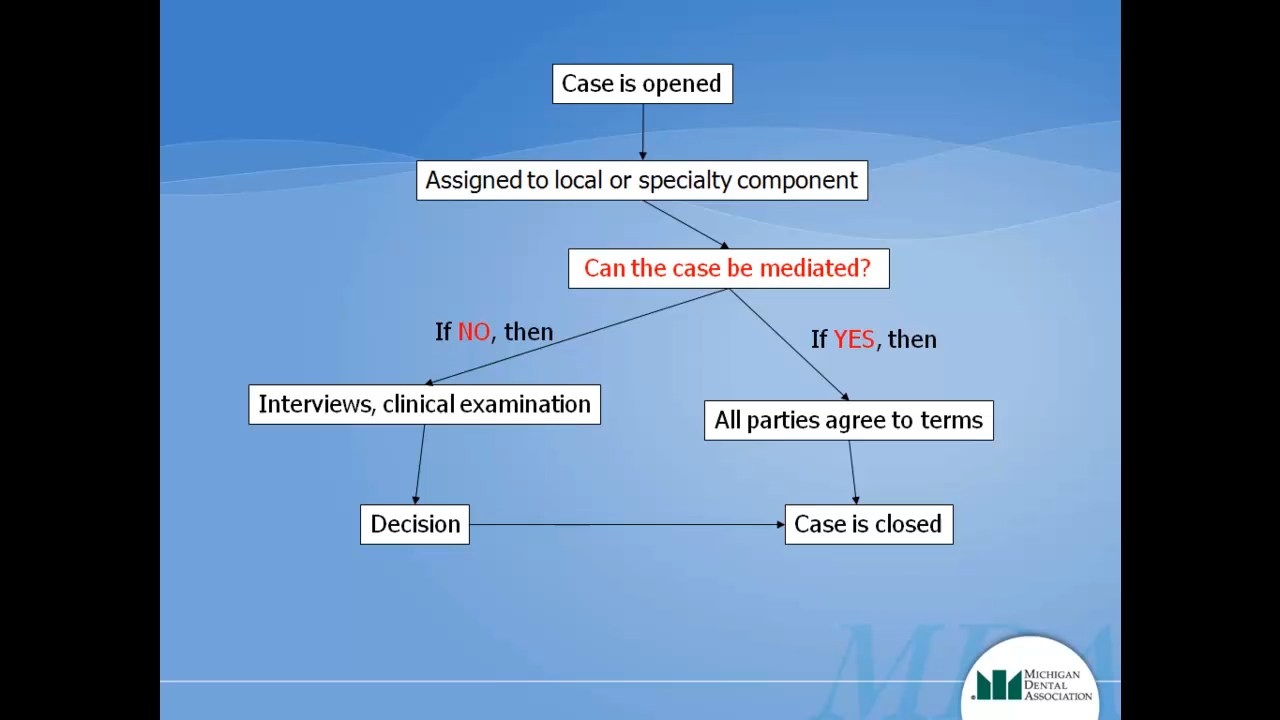 Case is opened
Assigned to local or specialty component
Can the case be mediated?
If NO, then
If YES, then
Interviews, clinical examination
All parties agree to terms
Decision
Case is closed
MDA
MICHIGAN
DENTAL
ASSOCIATION